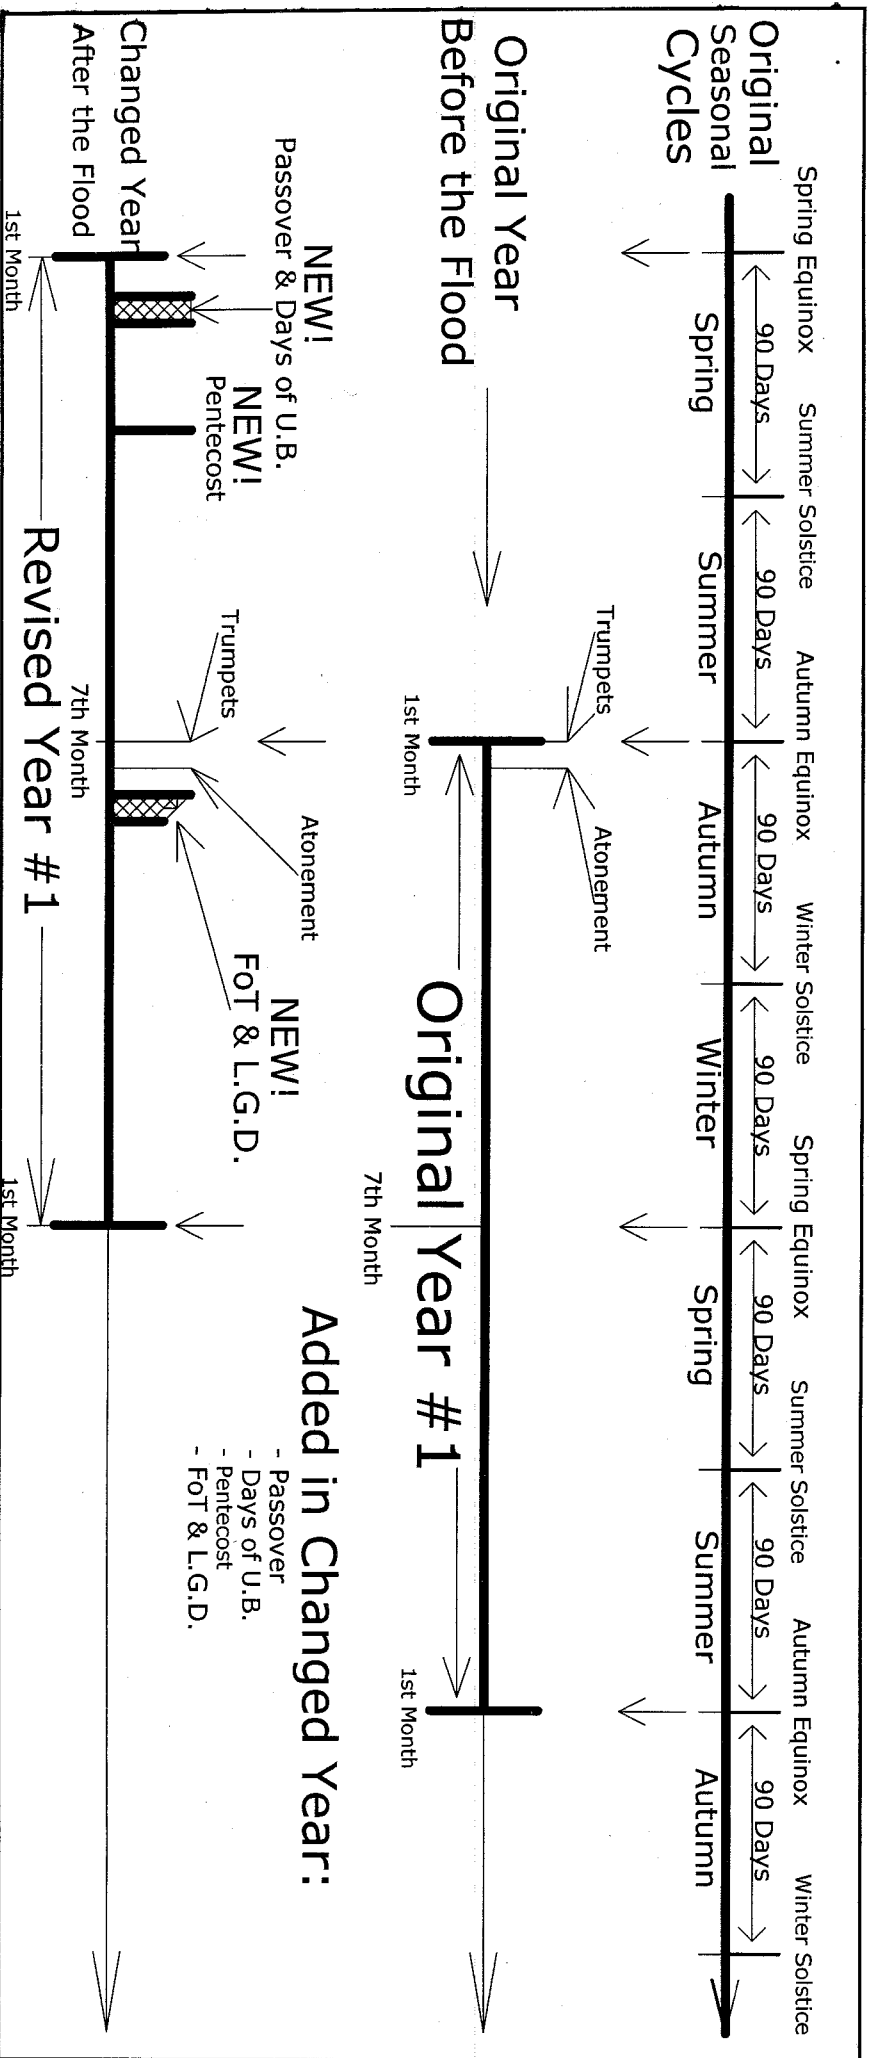 Original
Seasonal
Cycles
Spring Equinox
Summer Solstice
Autumn Equinox
Winter Solstice
Spring Equinox
Summer Solstice
Autumn Equinox
Winter Solstice
90 Days
90 Days
90 Days
90 Days
90 Days
90 Days
90 Days
Spring
Summer
Autumn
Winter
Spring
Summer
Autumn
Original Year
Before the Flood
Trumpets
Atonement
1st Month
Original Year #1
7th Month
1st Month
Changed Year
After the Flood
NEW!
Passover & Days of U.B.
NEW!
Pentecost
Trumpets
Atonement
NEW!
FoT & L.G.D.
1st Month
7th Month
Revised Year #1
1st Month
Added in Changed Year:
- Passover
- Days of U.B.
- Pentecost
- FoT & L.G.D.